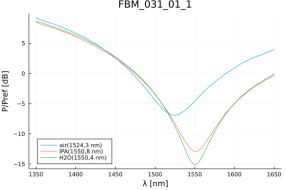 FBM_031_01_1
P/Pref [dB]
5
0
−5
−10
−15
air(1524,3 nm)
IPA(1550,8 nm)
H2O(1550,4 nm)
1350 1400 1450 1500 1550 1600 1650
λ [nm]